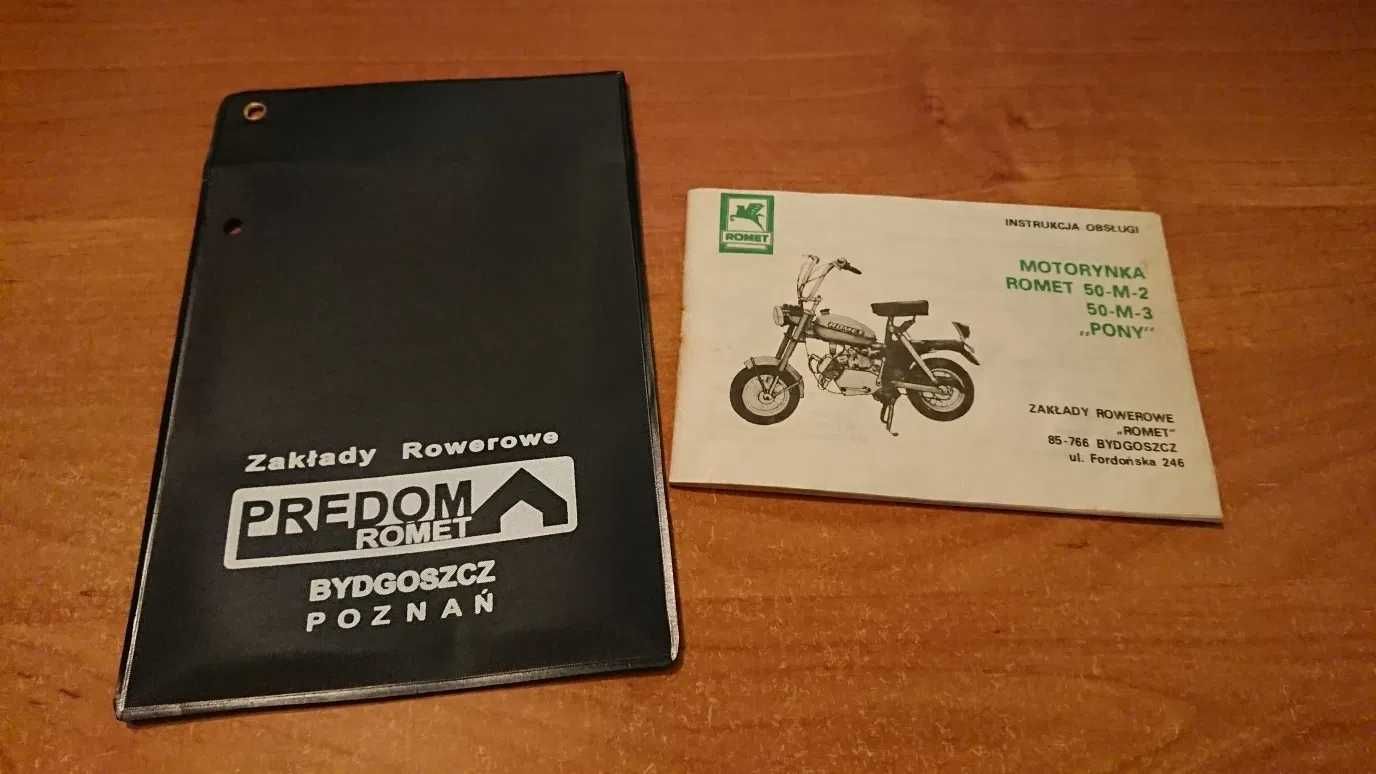 Zakłady Rowerowe
PREDOM
ROMET
BYDGOSZCZ
POZNAŃ
ROMET
INSTRUKCJA OBSŁUGI
MOTORYNKA
ROMET 50-M-2
50-M-3
„PONY"
ROMET
ZAKŁADY ROWEROWE
„ROMET"
85-766 BYDGOSZCZ
ul. Fordońska 246